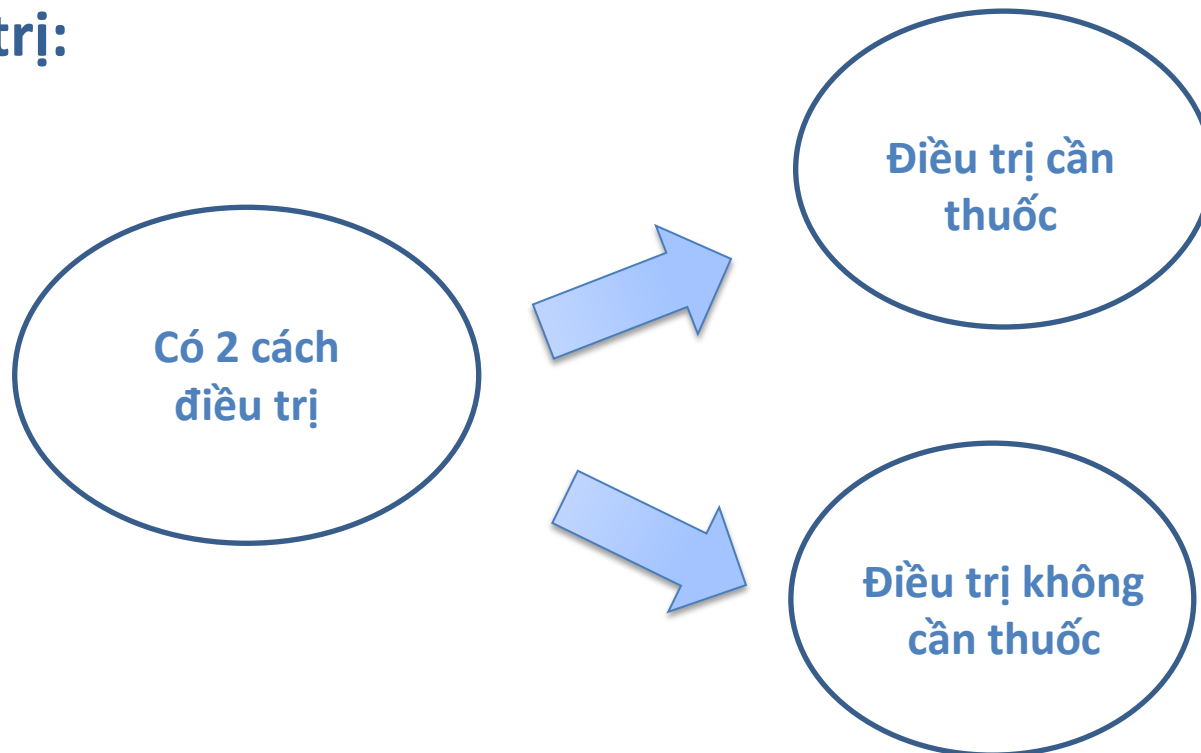 trị:
Điều trị cần
thuốc
Có 2 cách
điều trị
Điều trị không
cần thuốc